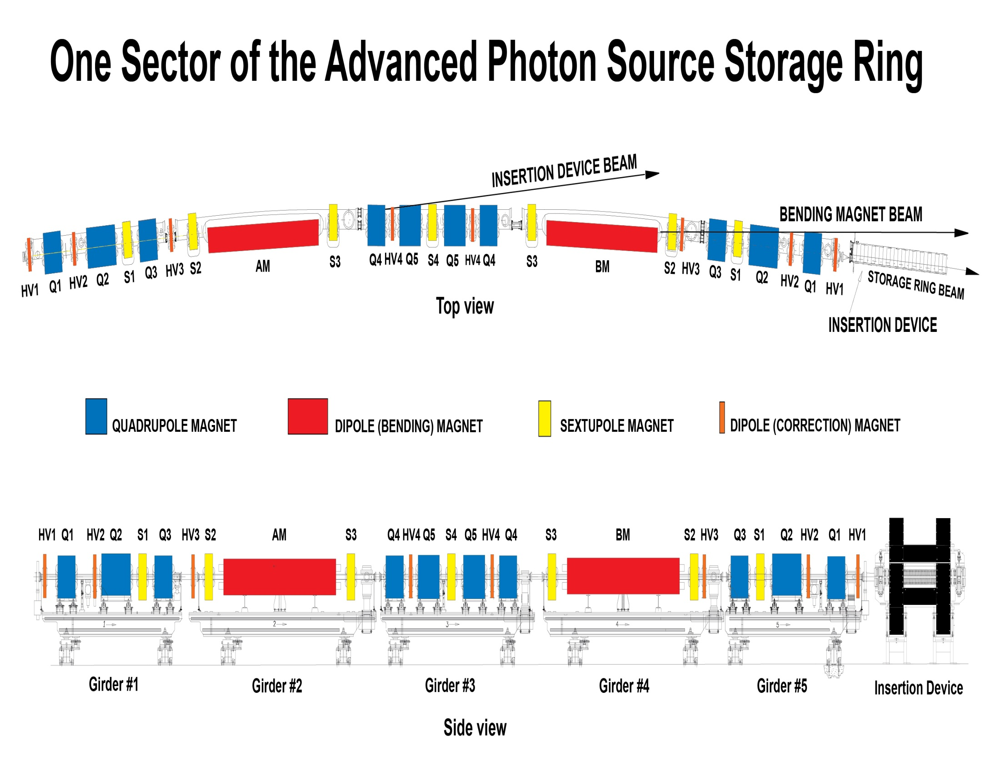 One Sector of the Advanced Photon Source Storage Ring
INSERTION DEVICE BEAM
BENDING MAGNET BEAM
HV1 Q1 HV2 Q2 S1 Q3 HV3 S2 AM S3 Q4 HV4 Q5 S4 Q5 HV4 Q4 S3 BM S2 HV3 Q3 S1 Q2 HV2 Q1 HV1
STORAGE RING BEAM
Top view
INSERTION DEVICE
QUADRUPOLE MAGNET DIPOLE (BENDING) MAGNET SEXTUPOLE MAGNET DIPOLE (CORRECTION) MAGNET
HV1 Q1 HV2 Q2 S1 Q3 HV3 S2 AM S3 Q4 HV4 Q5 S4 Q5 HV4 Q4 S3 BM S2 HV3 Q3 S1 Q2 HV2 Q1 HV1
1 2 3 4 5
Girder #1 Girder #2 Girder #3 Girder #4 Girder #5 Insertion Device
Side view